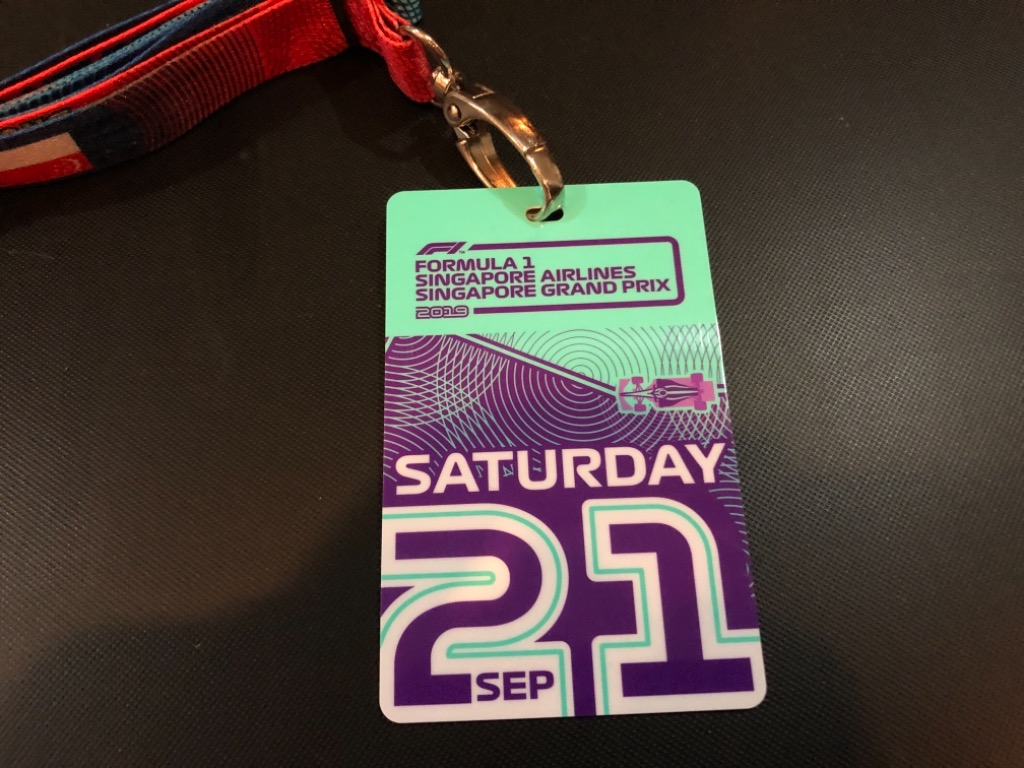 F1
FORMULA 1
SINGAPORE AIRLINES
SINGAPORE GRAND PRIX
2019
SATURDAY
21
SEP